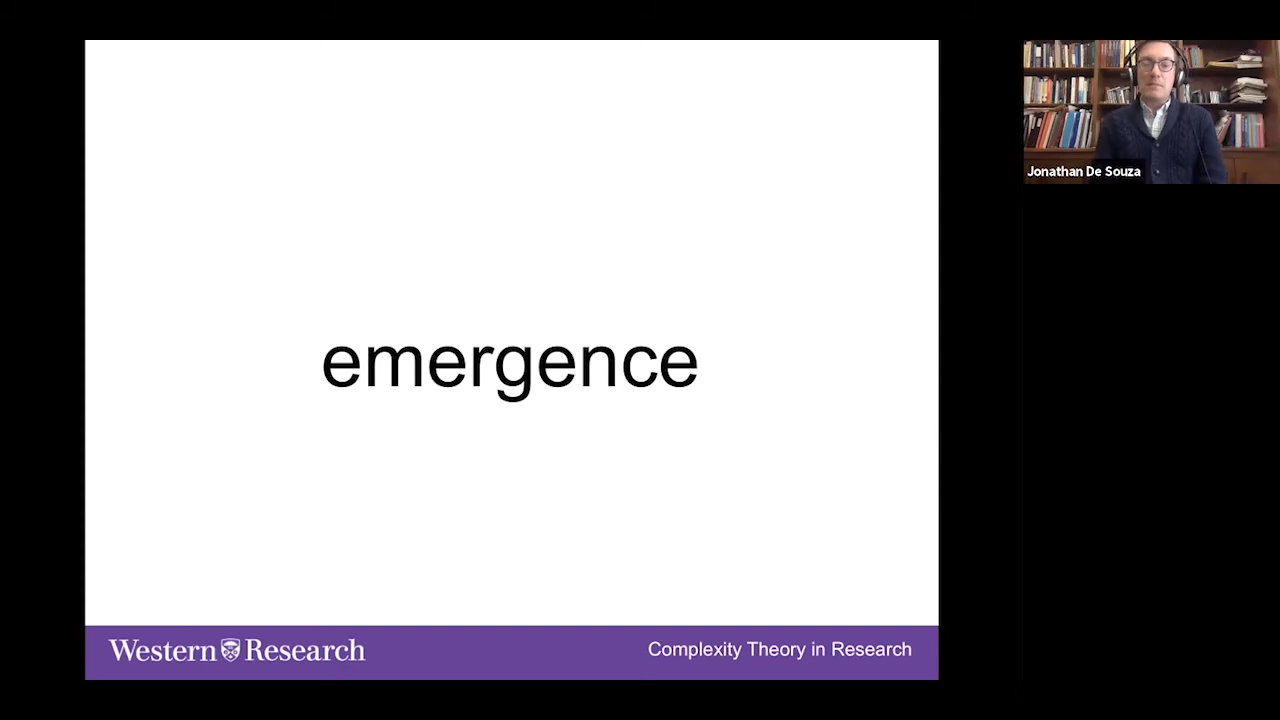 emergence
Jonathan De Souza
Western Research
Complexity Theory in Research